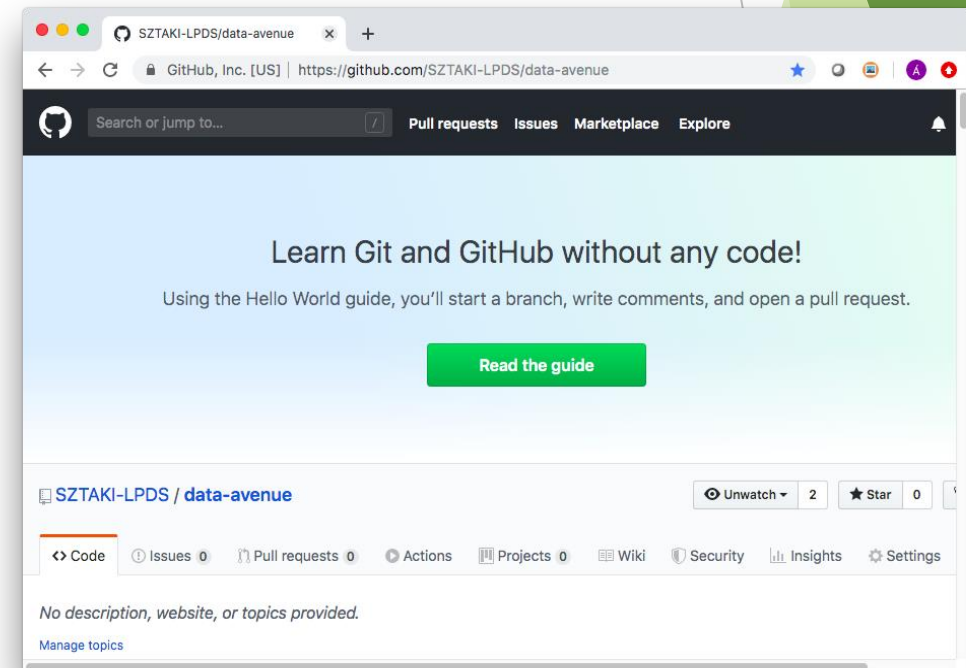 SZTAKI-LPDS/data-avenue
GitHub, Inc. [US] | https://github.com/SZTAKI-LPDS/data-avenue
Á
Search or jump to... / Pull requests Issues Marketplace Explore
Learn Git and GitHub without any code!
Using the Hello World guide, you’ll start a branch, write comments, and open a pull request.
Read the guide
SZTAKI-LPDS / data-avenue Unwatch 2 Star 0
<> Code Issues 0 Pull requests 0 Actions Projects 0 Wiki Security Insights Settings
No description, website, or topics provided.
Manage topics